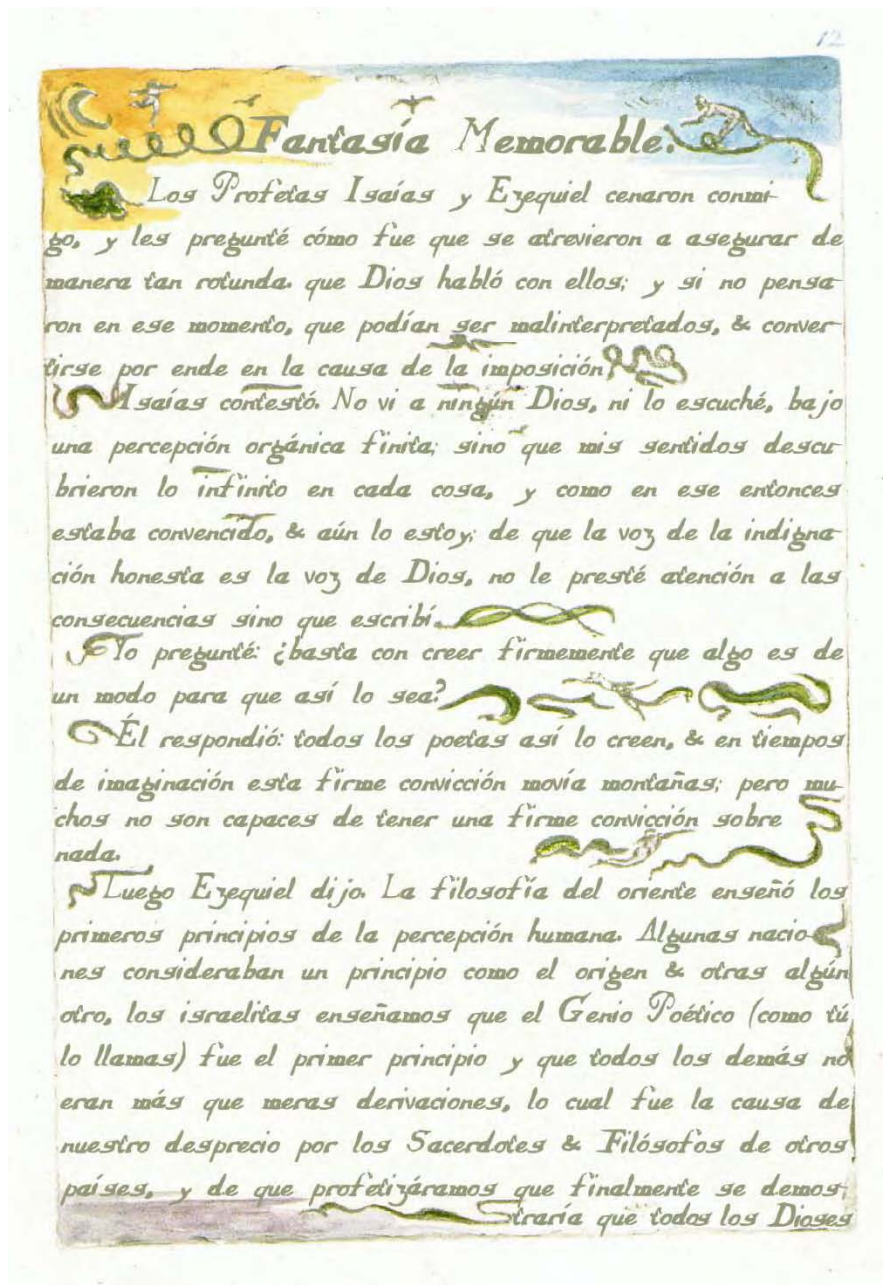 12
Fantasía Memorable.
Los Profetas Isaías y Ezequiel cenaron conmi-
go, y les pregunté cómo fue que se atrevieron a asegurar de
manera tan rotunda. que Dios habló con ellos; y si no pensa-
ron en ese momento, que podían ser malinterpretados, & conver-
tirse por ende en la causa de la imposición,
Isaías contestó. No vi a ningún Dios, ni lo escuché, bajo
una percepción orgánica finita; sino que mis sentidos descu-
brieron lo infinito en cada cosa, y como en ese entonces
estaba convencido, & aún lo estoy; de que la voz de la indigna-
ción honesta es la voz de Dios, no le presté atención a las
consecuencias sino que escribí.
Yo pregunté: ¿basta con creer firmemente que algo es de
un modo para que así lo sea?
Él respondió: todos los poetas así lo creen, & en tiempos
de imaginación esta firme convicción movía montañas; pero mu-
chos no son capaces de tener una firme convicción sobre
nada.
Luego Ezequiel dijo. La filosofía del oriente enseñó los
primeros principios de la percepción humana. Algunas nacio-
nes consideraban un principio como el origen & otras algún
otro, los israelitas enseñamos que el Genio Poético (como tú
lo llamas) fue el primer principio y que todos los demás no
eran más que meras derivaciones, lo cual fue la causa de
nuestro desprecio por los Sacerdotes & Filósofos de otros
países, y de que profetizáramos que finalmente se demos-
traría que todos los Dioses